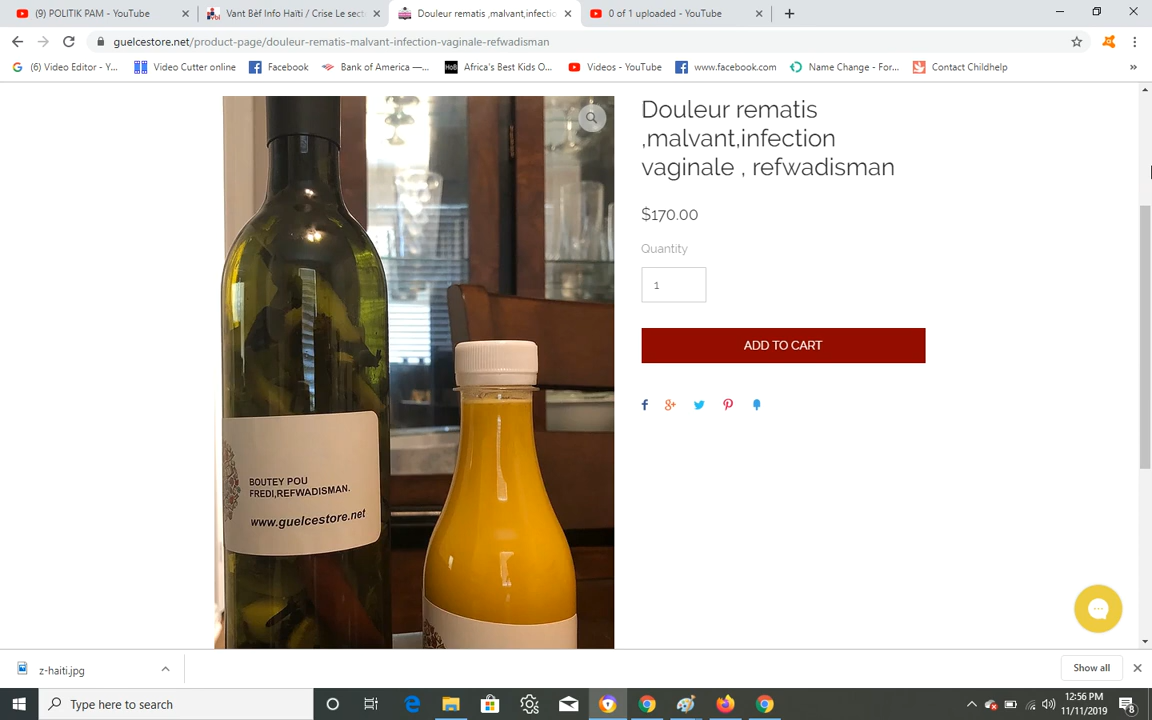 (9) POLITIK PAM - YouTube
Vant Bèf Info Haïti / Crise Le sect
Douleur rematis ,malvant,infectic
0 of 1 uploaded - YouTube
guelcestore.net/product-page/douleur-rematis-malvant-infection-vaginale-refwadisman
(6) Video Editor - Y...
Video Cutter online
Facebook
Bank of America —...
Africa's Best Kids O...
Videos - YouTube
www.facebook.com
Name Change - For...
Contact Childhelp
»
Douleur rematis
,malvant,infection
vaginale , refwadisman
$170.00
Quantity
1
ADD TO CART
BOUTEY POU
FREDI,REFWADISMAN.
www.guelcestore.net
z-haiti.jpg
Show all
Type here to search
12:56 PM
11/11/2019
8